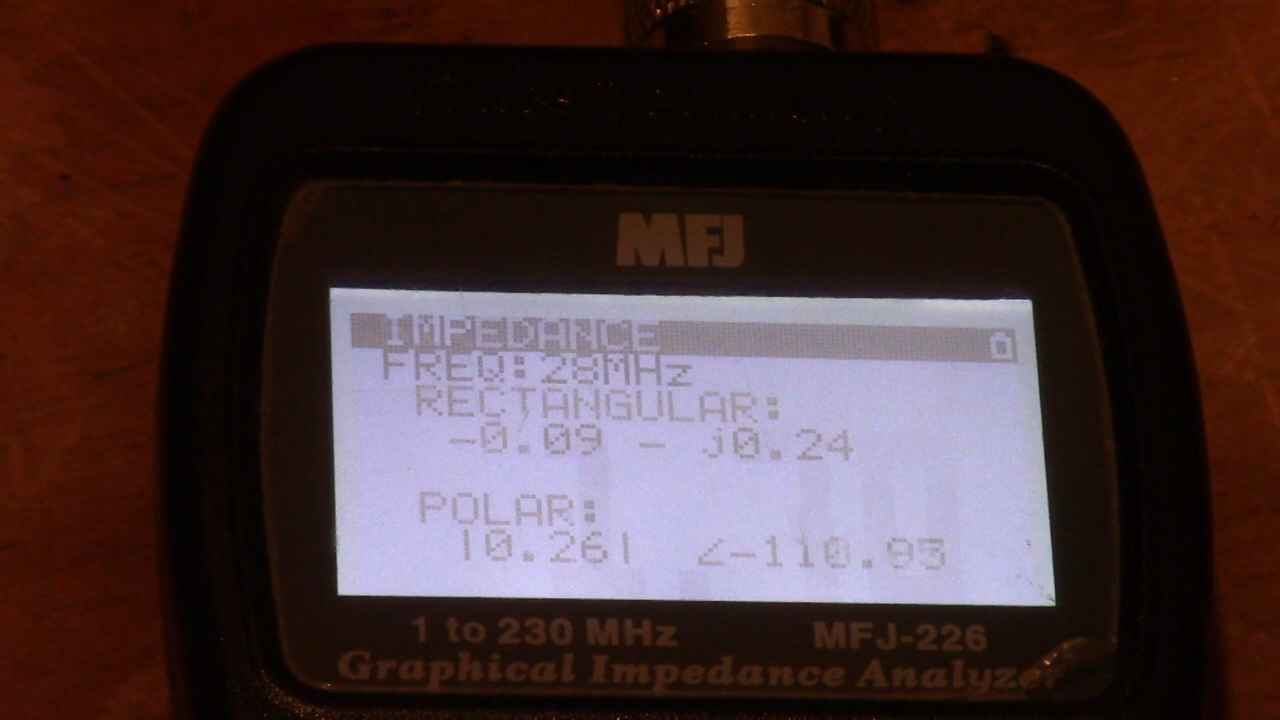 MFJ
IMPEDANCE
FREQ:28MHz
RECTANGULAR:
-0.09 - j0.24
POLAR:
|0.26| ∠-110.95
1 to 230 MHz MFJ-226
Graphical Impedance Analyzer